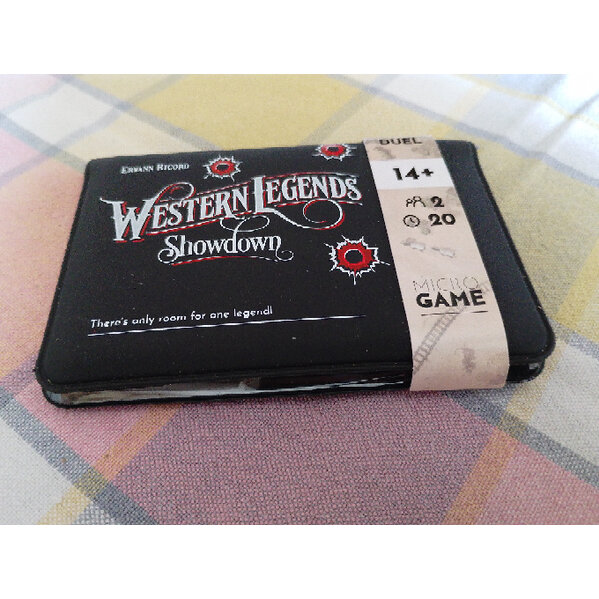 ERWANN RICORD
WESTERN LEGENDS
Showdown
There's only room for one legend!
DUEL
14+
2
20
MICRO
GAME